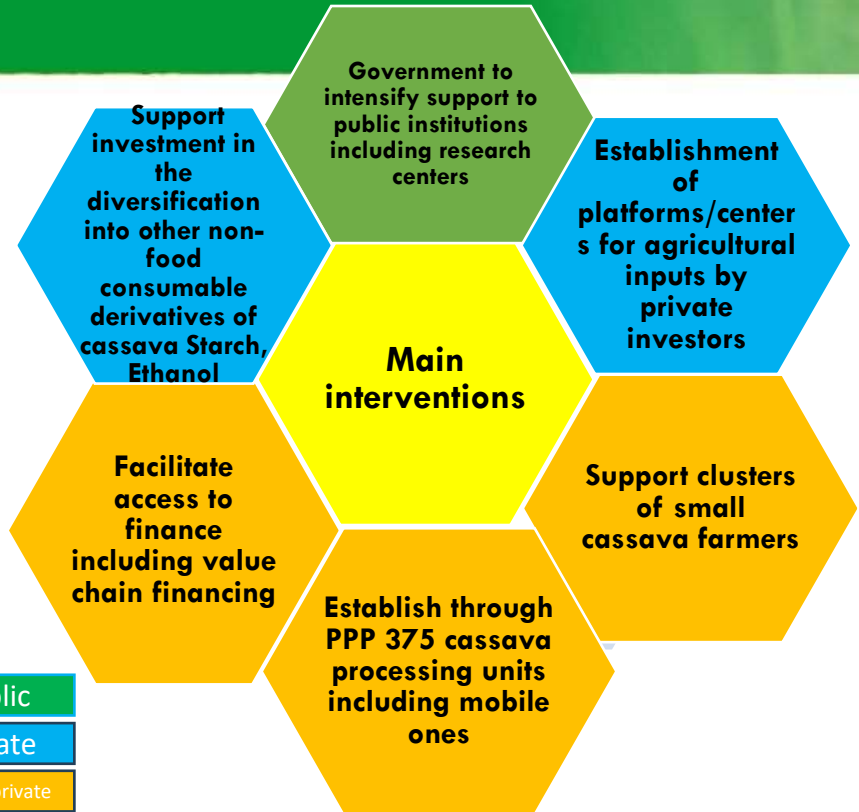 Government to
intensify support to
public institutions
including research
centers
Support
investment in
the
diversification
into other non-
food
consumable
derivatives of
cassava Starch,
Ethanol
Establishment
of
platforms/center
s for agricultural
inputs by
private
investors
Main
interventions
Facilitate
access to
finance
including value
chain financing
Support clusters
of small
cassava farmers
Establish through
PPP 375 cassava
processing units
including mobile
ones
lic
ate
rivate